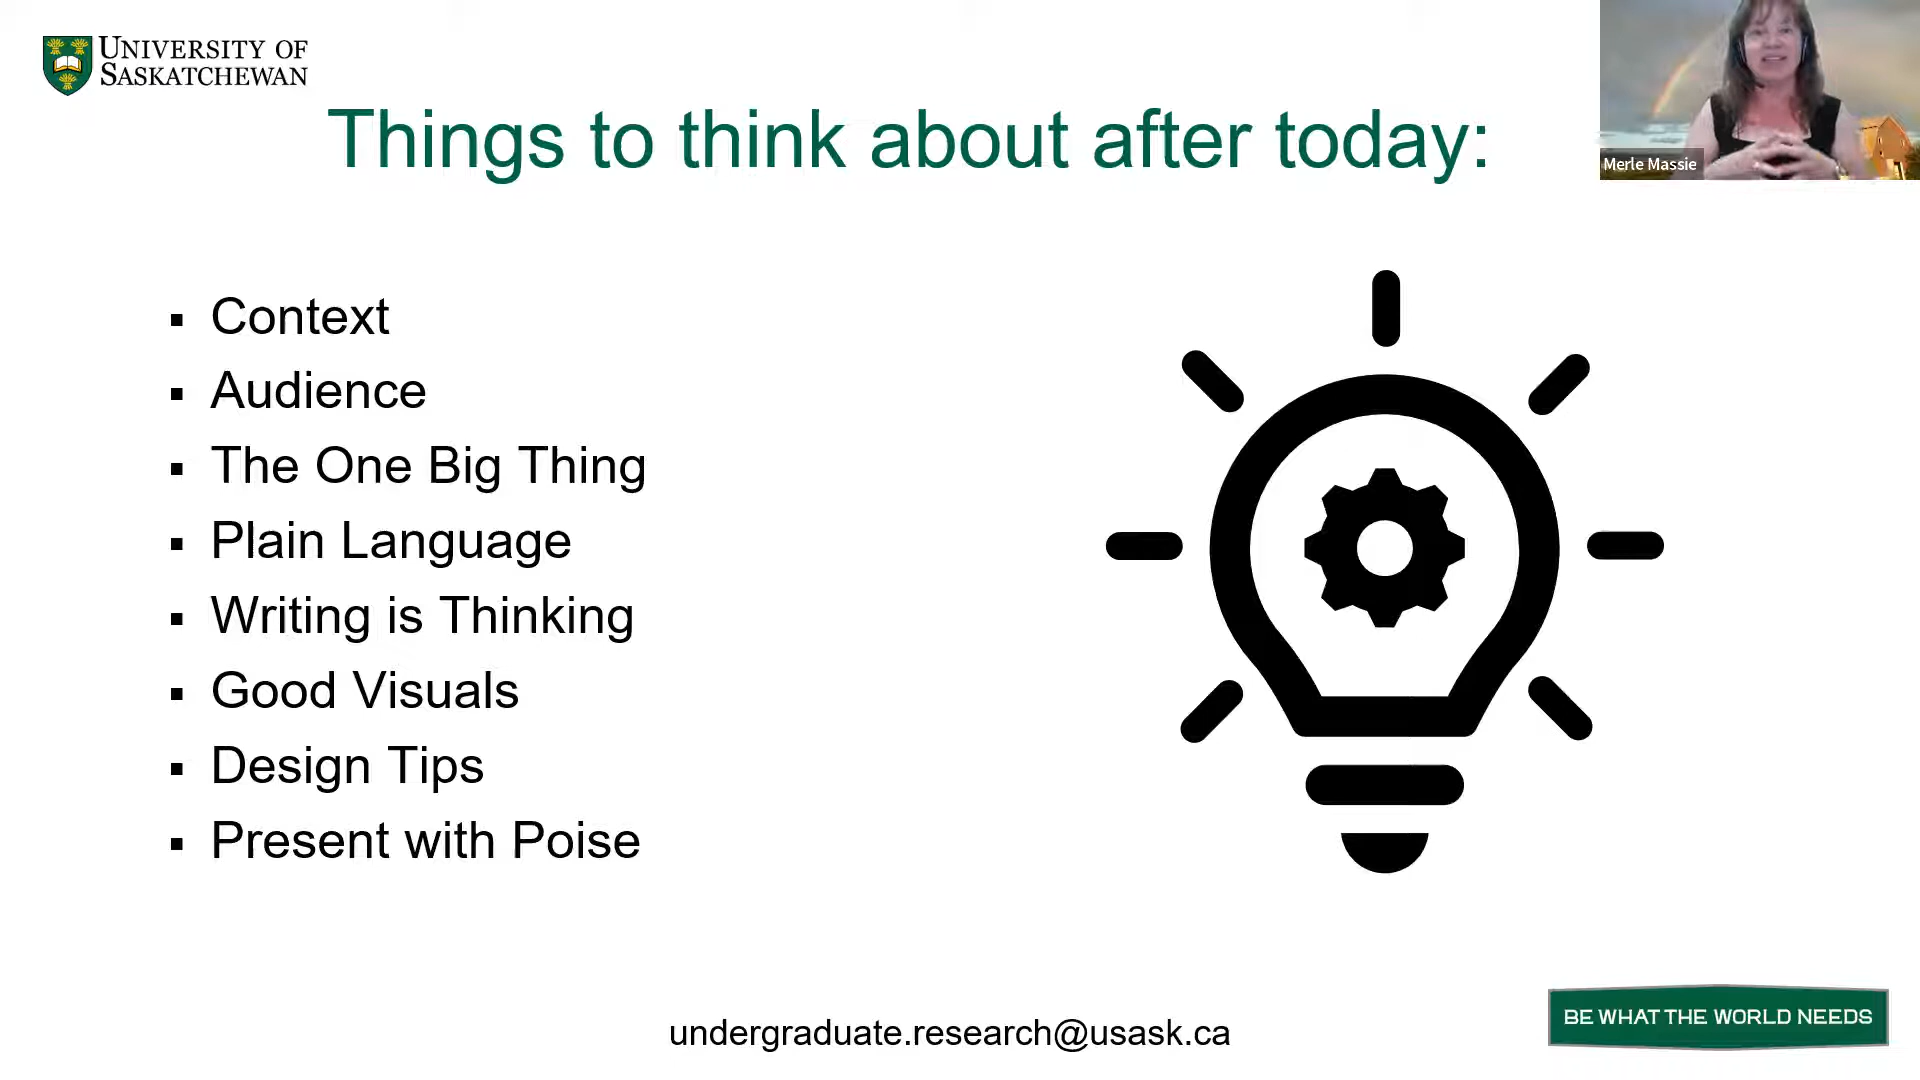 UNIVERSITY OF
SASKATCHEWAN
Things to think about after today:
Merle Massie
▪ Context
▪ Audience
▪ The One Big Thing
▪ Plain Language
▪ Writing is Thinking
▪ Good Visuals
▪ Design Tips
▪ Present with Poise
undergraduate.research@usask.ca
BE WHAT THE WORLD NEEDS